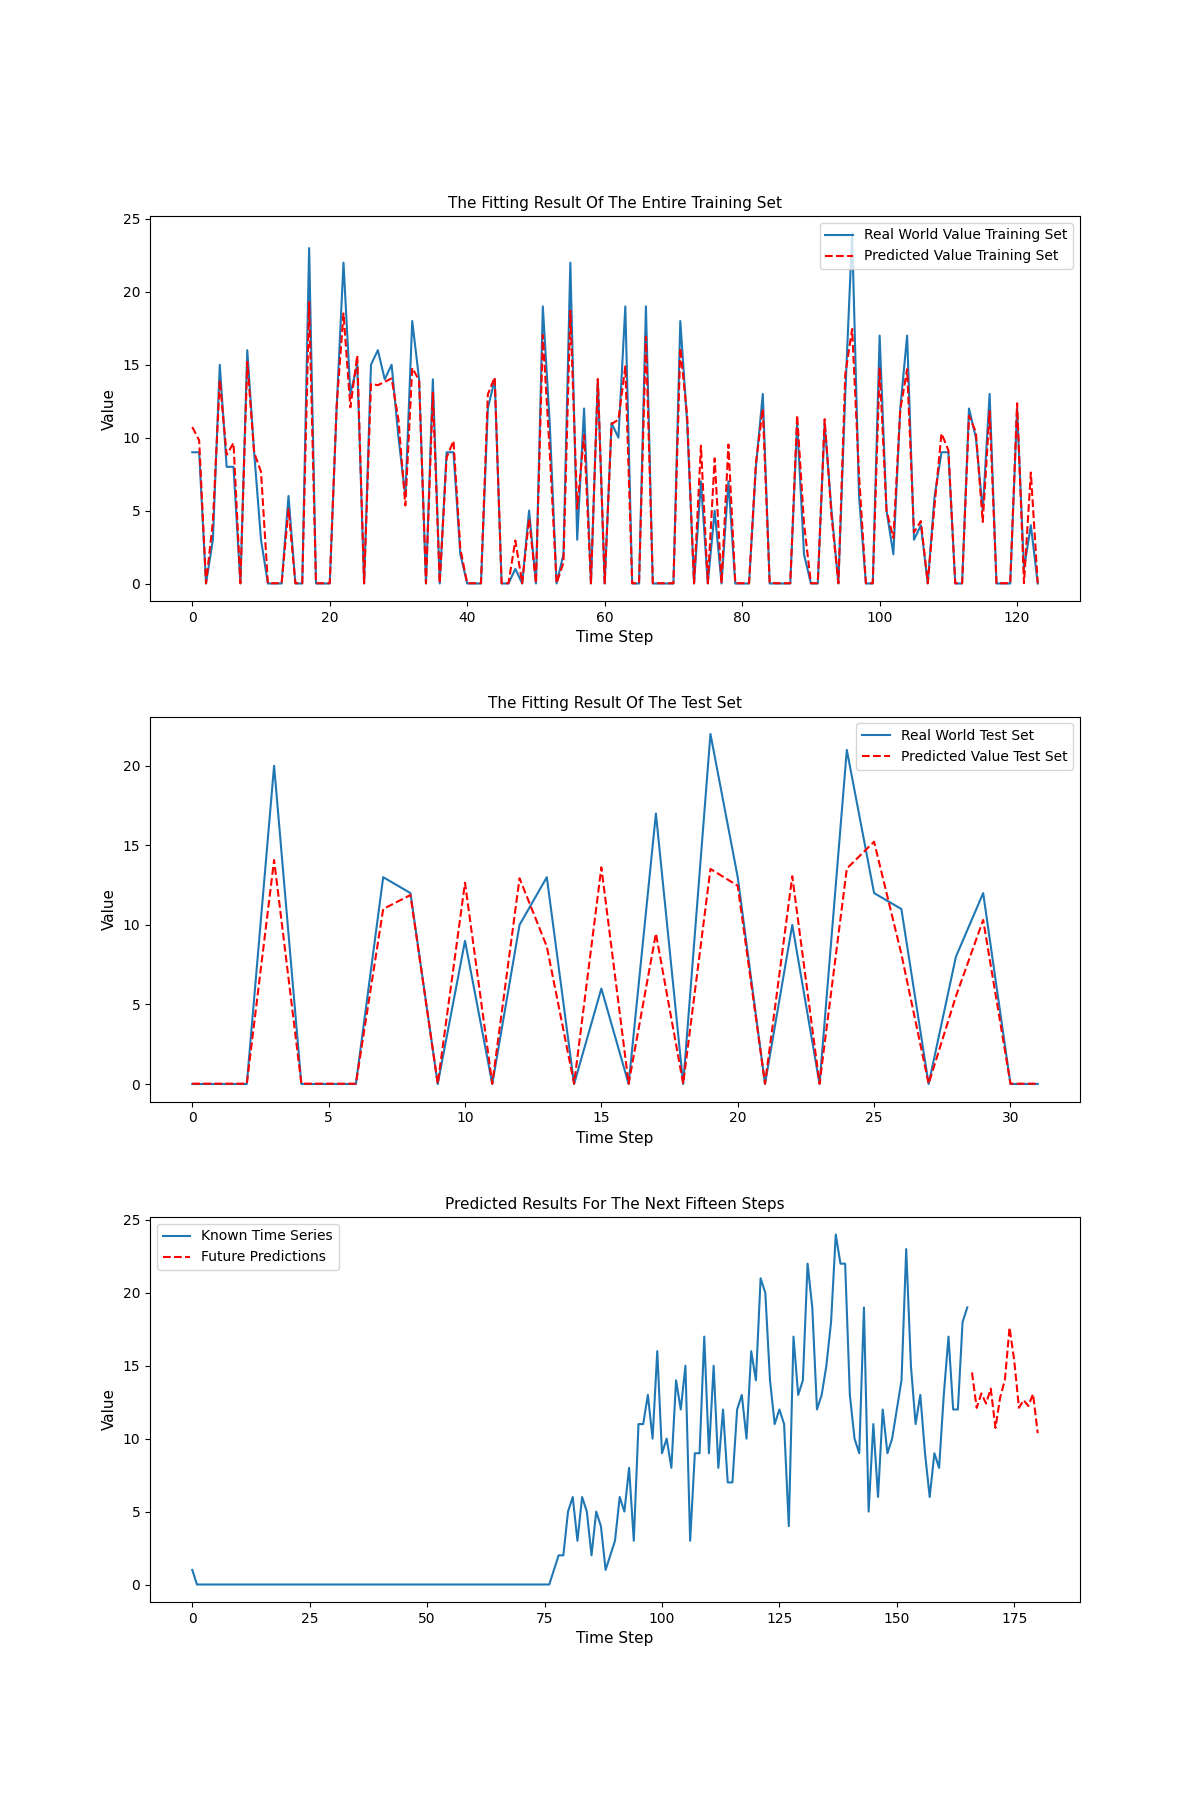 The Fitting Result Of The Entire Training Set
25
20
15
10
5
0
Value
Real World Value Training Set
Predicted Value Training Set
0 20 40 60 80 100 120
Time Step
The Fitting Result Of The Test Set
20
15
10
5
0
Value
Real World Test Set
Predicted Value Test Set
0 5 10 15 20 25 30
Time Step
Predicted Results For The Next Fifteen Steps
25
20
15
10
5
0
Value
Known Time Series
Future Predictions
0 25 50 75 100 125 150 175
Time Step